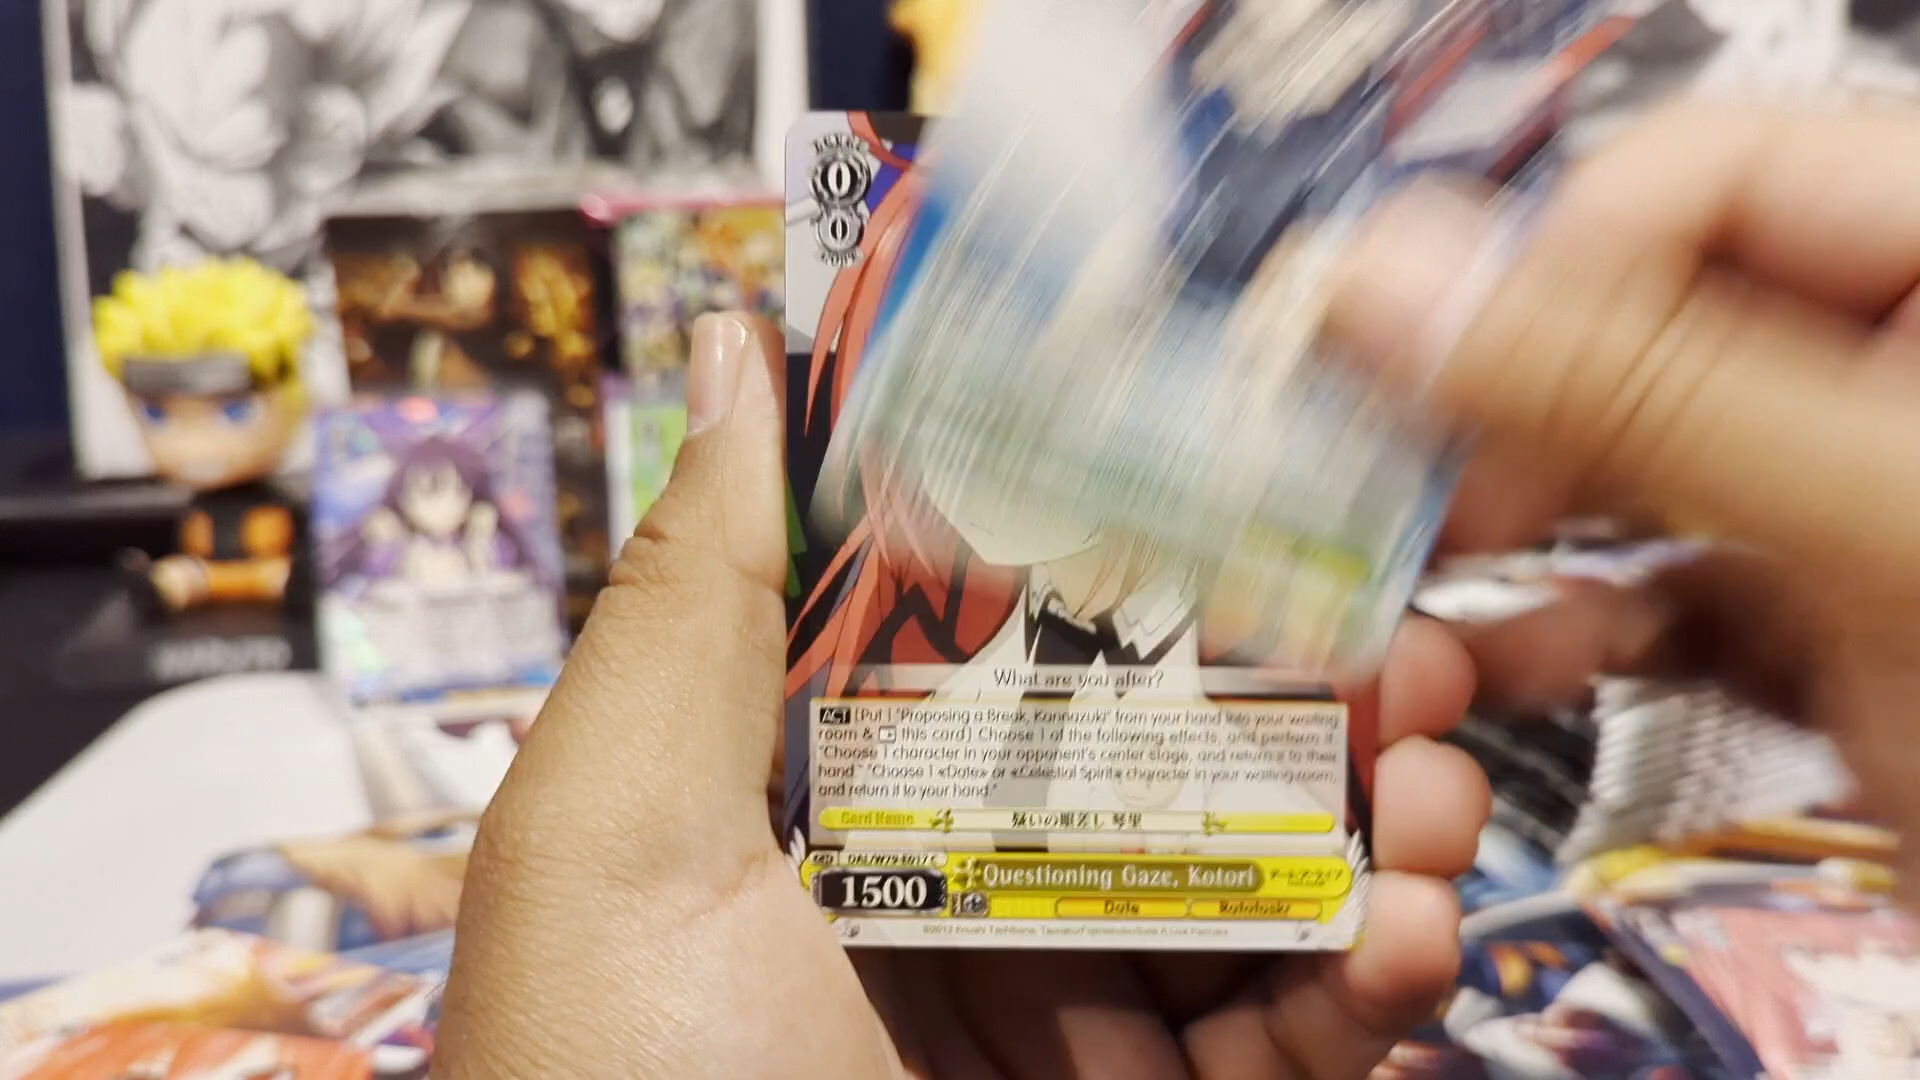 LEVEL
0
0
What are you after?
ACT [Put 1 "Proposing a Break, Kannazuki" from your hand into your waiting
room & this card] Choose 1 of the following effects, and perform it.
"Choose 1 character in your opponent's center stage, and return it to their
hand." "Choose 1 «Date» or «Celestial Spirit» character in your waiting room,
and return it to your hand."
Card Name 疑いの眼差し 琴里
DAL/W79-E017 C
1500 Questioning Gaze, Kotori
Date Ratatoskr